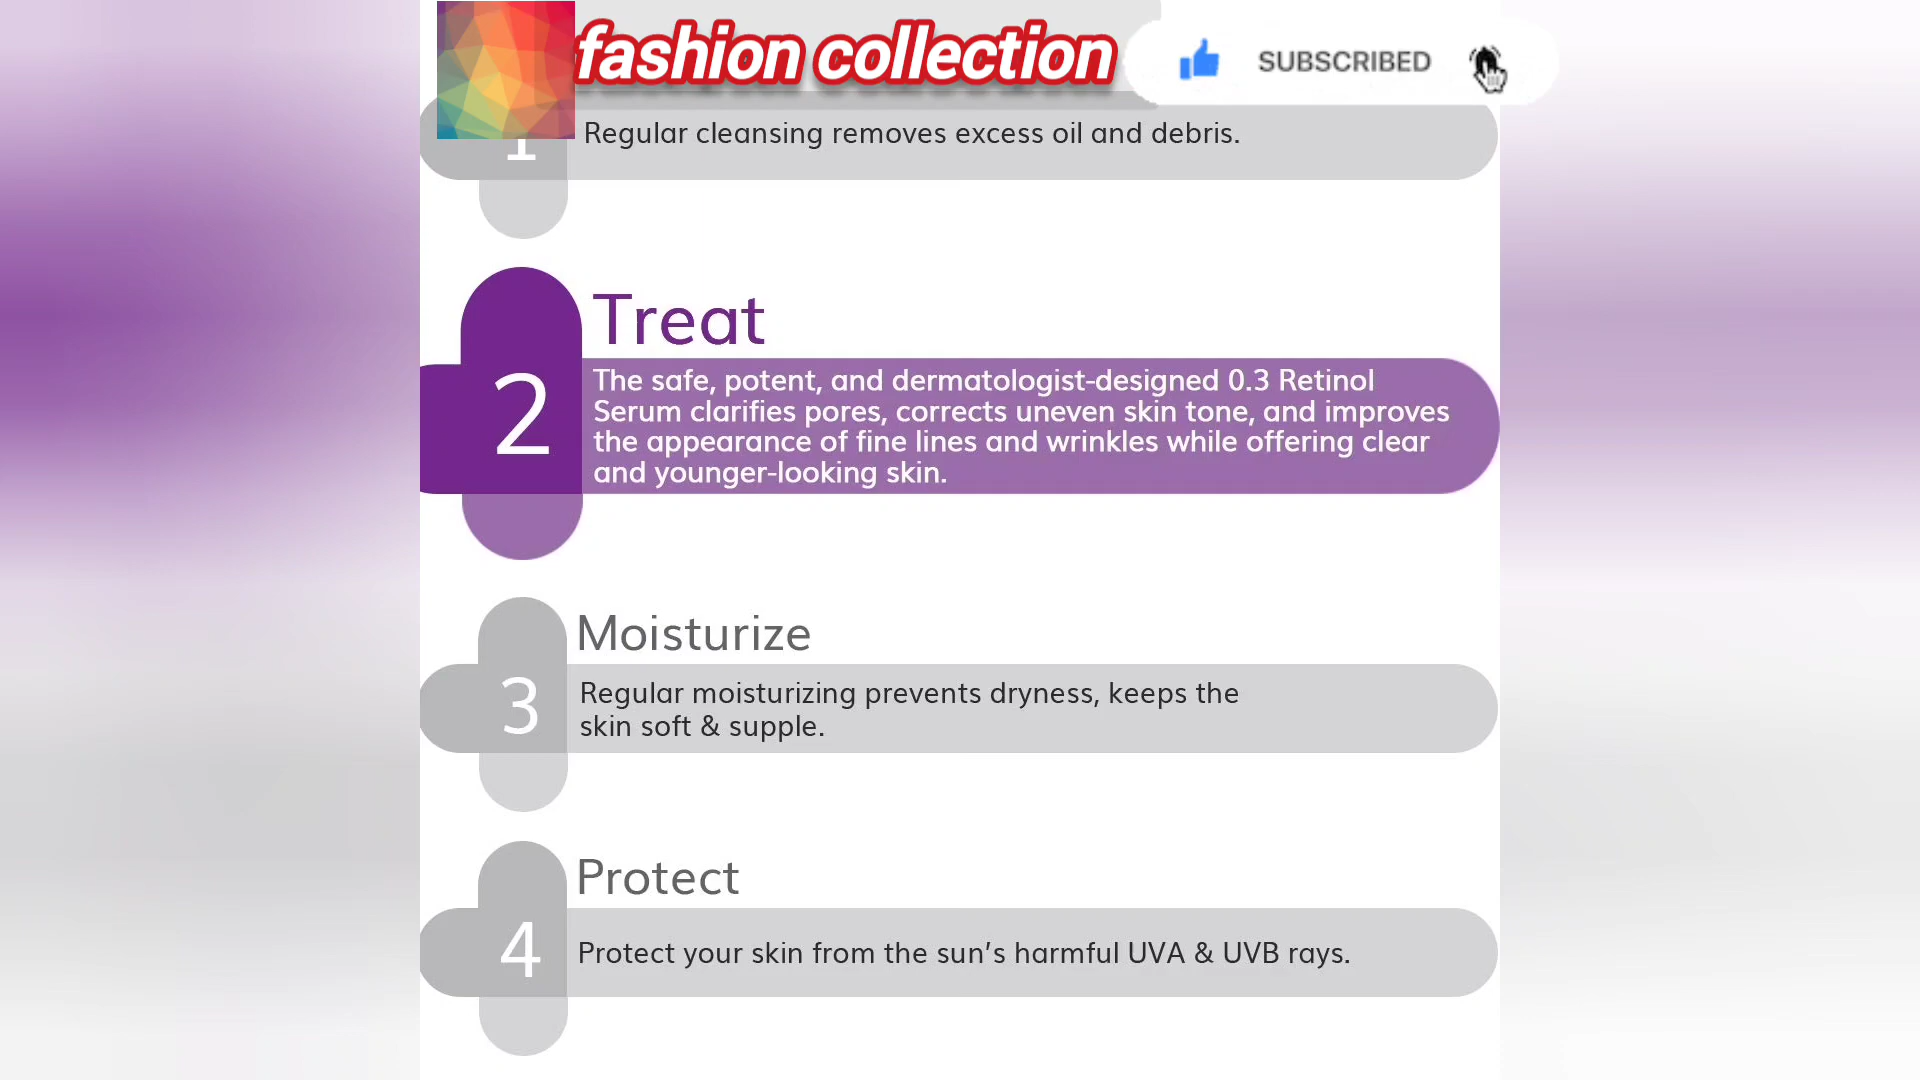 fashion collection
SUBSCRIBED
1
Regular cleansing removes excess oil and debris.
Treat
2
The safe, potent, and dermatologist-designed 0.3 Retinol
Serum clarifies pores, corrects uneven skin tone, and improves
the appearance of fine lines and wrinkles while offering clear
and younger-looking skin.
Moisturize
3
Regular moisturizing prevents dryness, keeps the
skin soft & supple.
Protect
4
Protect your skin from the sun’s harmful UVA & UVB rays.